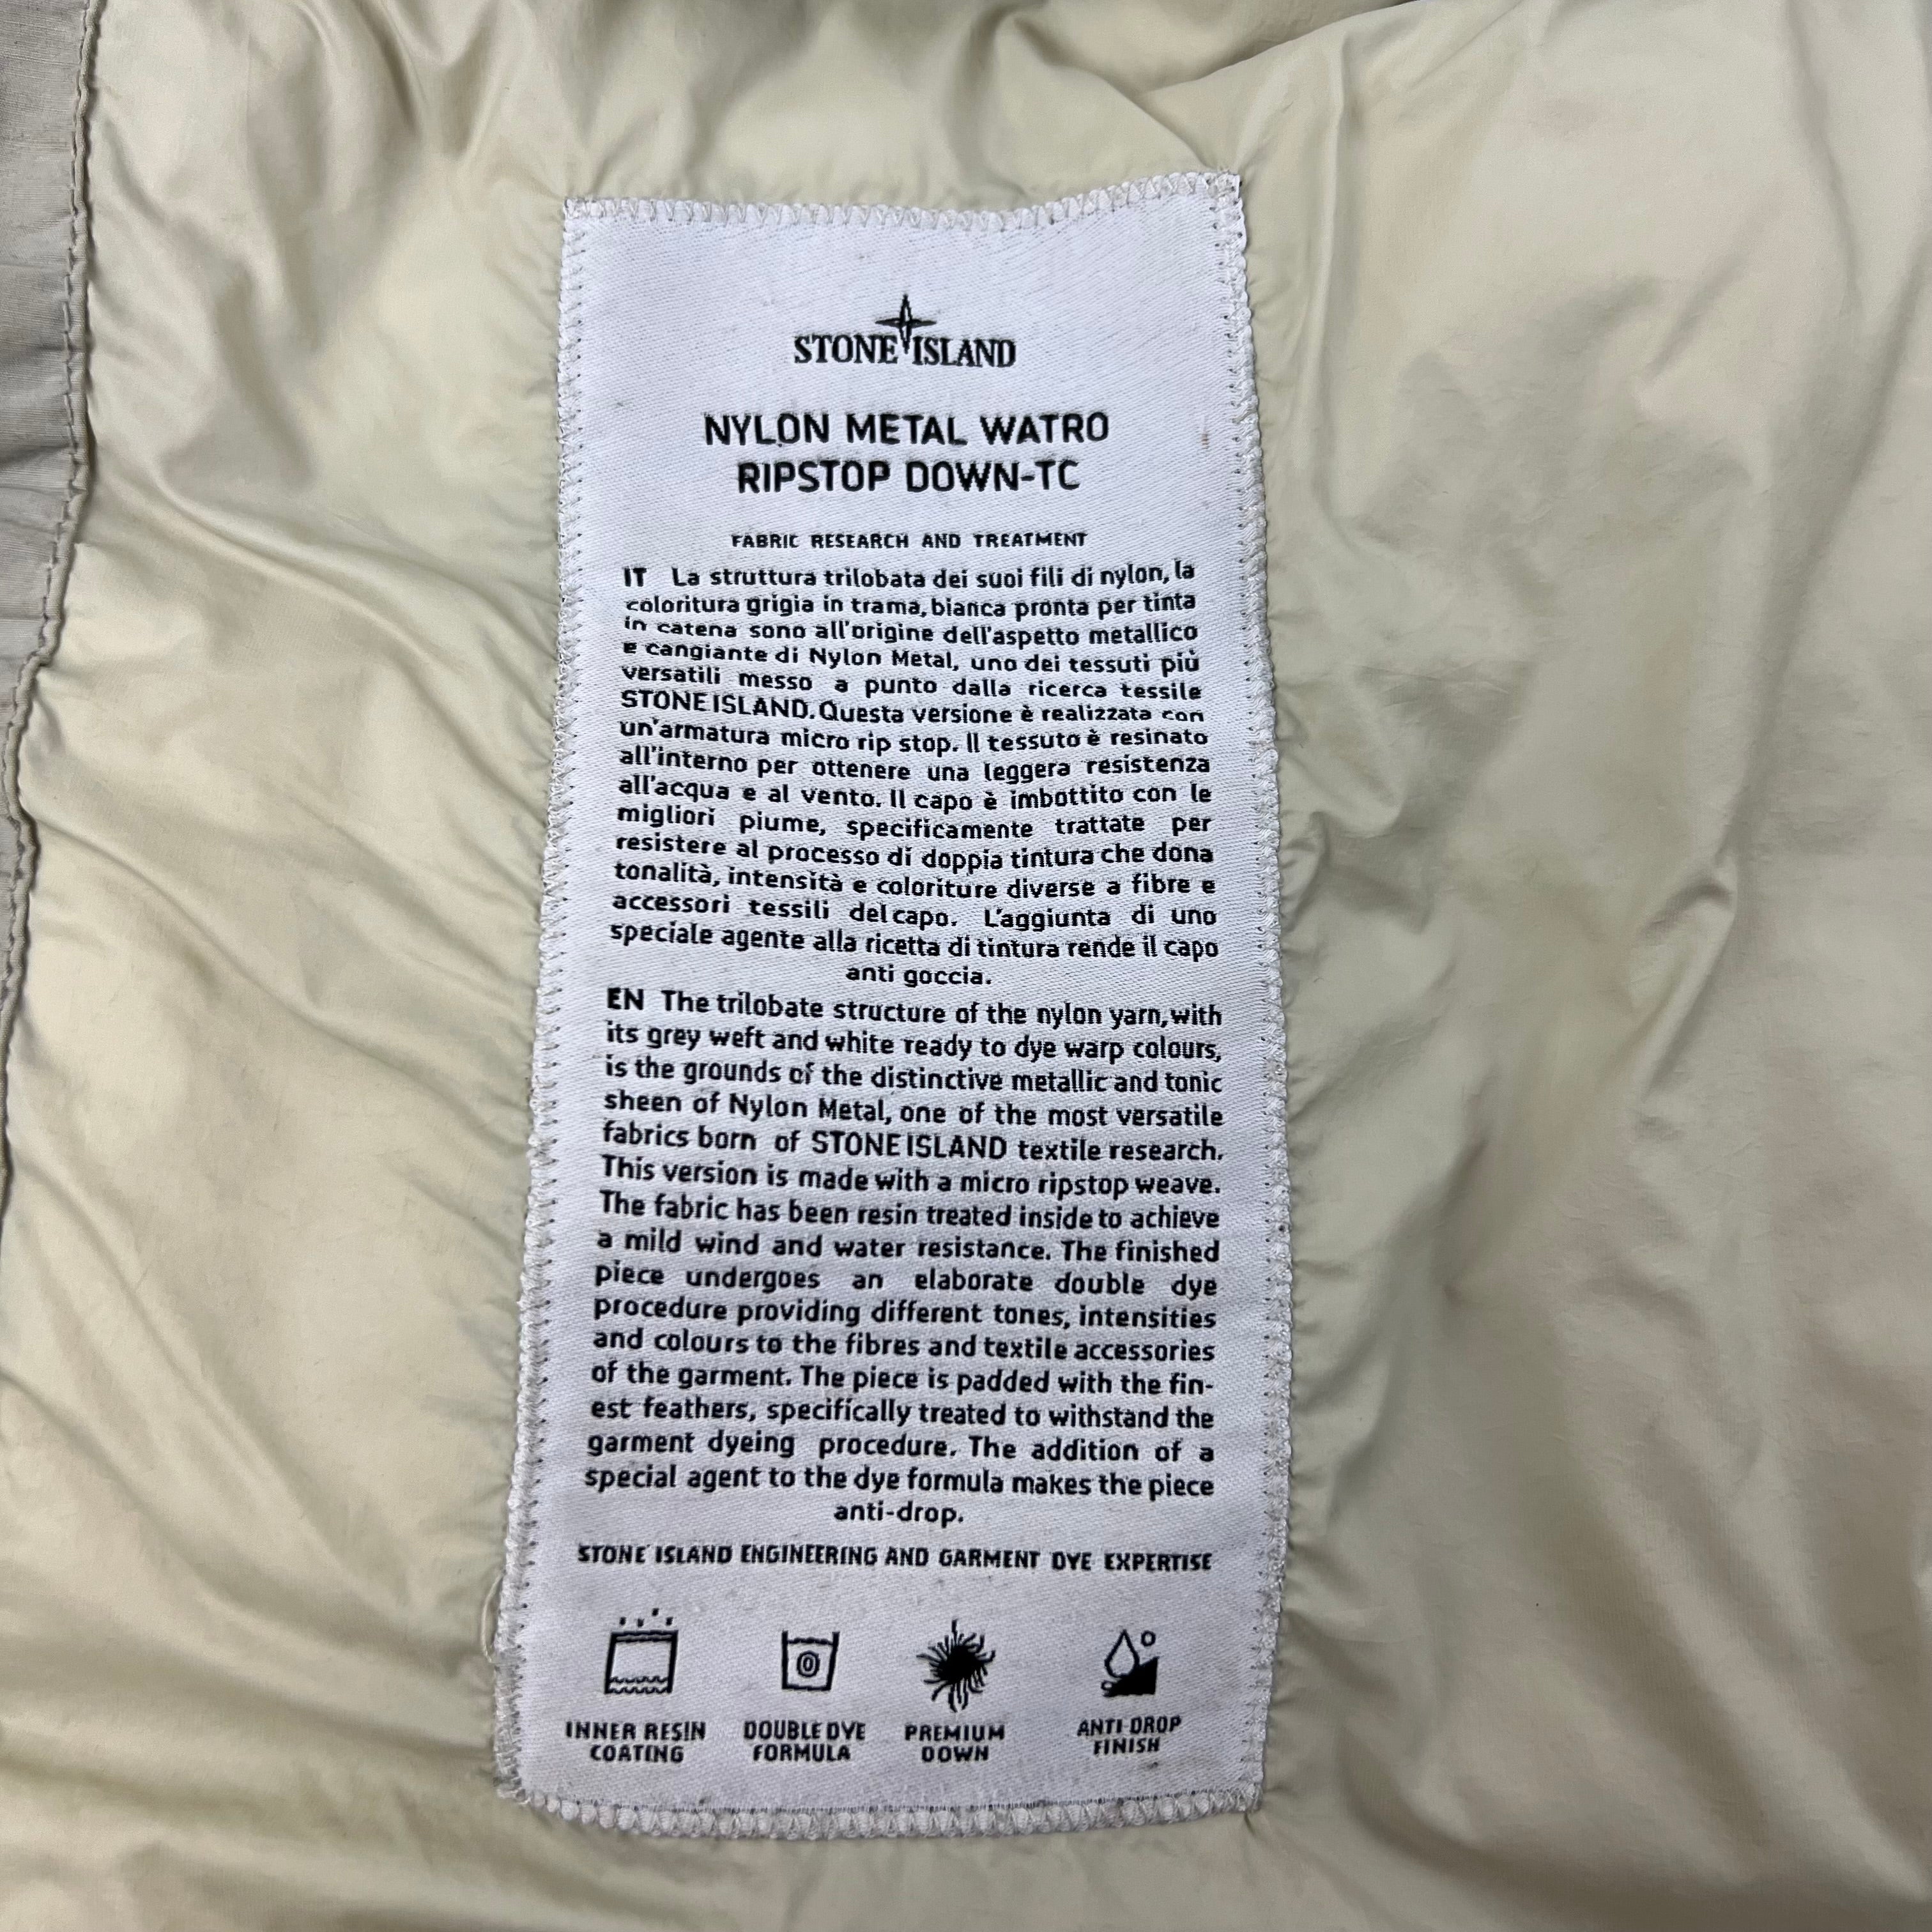 STONE ISLAND
NYLON METAL WATRO
RIPSTOP DOWN-TC
FABRIC RESEARCH AND TREATMENT
IT La struttura trilobata dei suoi fili di nylon, la
coloritura grigia in trama, bianca pronta per tinta
in catena sono all'origine dell'aspetto metallico
e cangiante di Nylon Metal, uno dei tessuti più
versatili messo a punto dalla ricerca tessile
STONE ISLAND. Questa versione è realizzata con
un'armatura micro rip stop. Il tessuto è resinato
all'interno per ottenere una leggera resistenza
all'acqua e al vento. Il capo è imbottito con le
migliori piume, specificamente trattate per
resistere al processo di doppia tintura che dona
tonalità, intensità e coloriture diverse a fibre e
accessori tessili del capo. L'aggiunta di uno
speciale agente alla ricetta di tintura rende il capo
anti goccia.
EN The trilobate structure of the nylon yarn, with
its grey weft and white ready to dye warp colours,
is the grounds of the distinctive metallic and tonic
sheen of Nylon Metal, one of the most versatile
fabrics born of STONE ISLAND textile research.
This version is made with a micro ripstop weave.
The fabric has been resin treated inside to achieve
a mild wind and water resistance. The finished
piece undergoes an elaborate double dye
procedure providing different tones, intensities
and colours to the fibres and textile accessories
of the garment. The piece is padded with the fin-
est feathers, specifically treated to withstand the
garment dyeing procedure. The addition of a
special agent to the dye formula makes the piece
anti-drop.
STONE ISLAND ENGINEERING AND GARMENT DYE EXPERTISE
INNER RESIN
COATING
DOUBLE DYE
FORMULA
PREMIUM
DOWN
ANTI DROP
FINISH